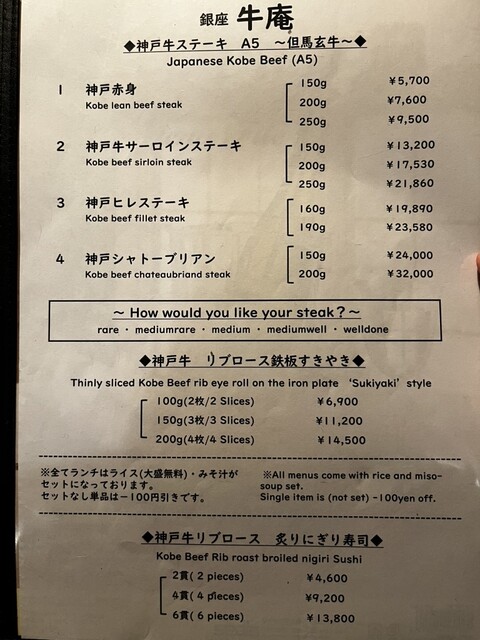 銀座 牛庵
◆神戸牛ステーキ A5 ～但馬玄牛～◆
Japanese Kobe Beef (A5)
1 神戸赤身 150g ¥5,700
Kobe lean beef steak 200g ¥7,600
250g ¥9,500
2 神戸牛サーロインステーキ 150g ¥13,200
Kobe beef sirloin steak 200g ¥17,530
250g ¥21,860
3 神戸ヒレステーキ 160g ¥19,890
Kobe beef fillet steak 190g ¥23,580
4 神戸シャトーブリアン 150g ¥24,000
Kobe beef chateaubriand steak 200g ¥32,000
～ How would you like your steak？～
rare ・ mediumrare ・ medium ・ mediumwell ・ welldone
◆神戸牛 リブロース鉄板すきやき◆
Thinly sliced Kobe Beef rib eye roll on the iron plate ‘Sukiyaki’ style
100g(2枚/2 Slices) ¥6,900
150g(3枚/3 Slices) ¥11,200
200g(4枚/4 Slices) ¥14,500
※全てランチはライス(大盛無料)・みそ汁が
セットになっております。
セットなし単品は－100円引きです。
※All menus come with rice and miso-
soup set.
Single item is (not set) -100yen off.
◆神戸牛リブロース 炙りにぎり寿司◆
Kobe Beef Rib roast broiled nigiri Sushi
2貫( 2 pieces) ¥4,600
4貫( 4 pieces) ¥9,200
6貫( 6 pieces) ¥13,800